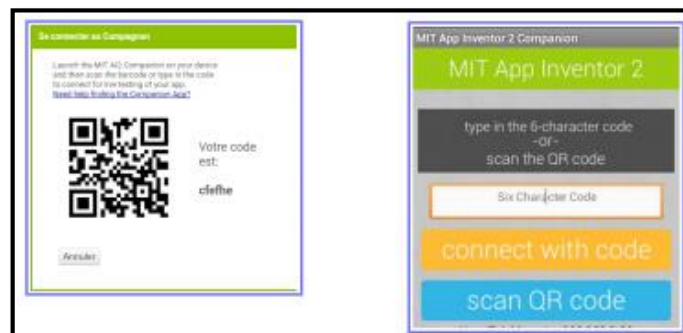 Se connecter au Compagnon
Launch the MIT AI2 Companion on your device
and then scan the barcode or type in the code
to connect for live testing of your app.
Need help finding the Companion App?
Votre code
est:
cfefhe
Annuler
MIT App Inventor 2 Companion
MIT App Inventor 2
type in the 6-character code
-or-
scan the QR code
Six Character Code
connect with code
scan QR code